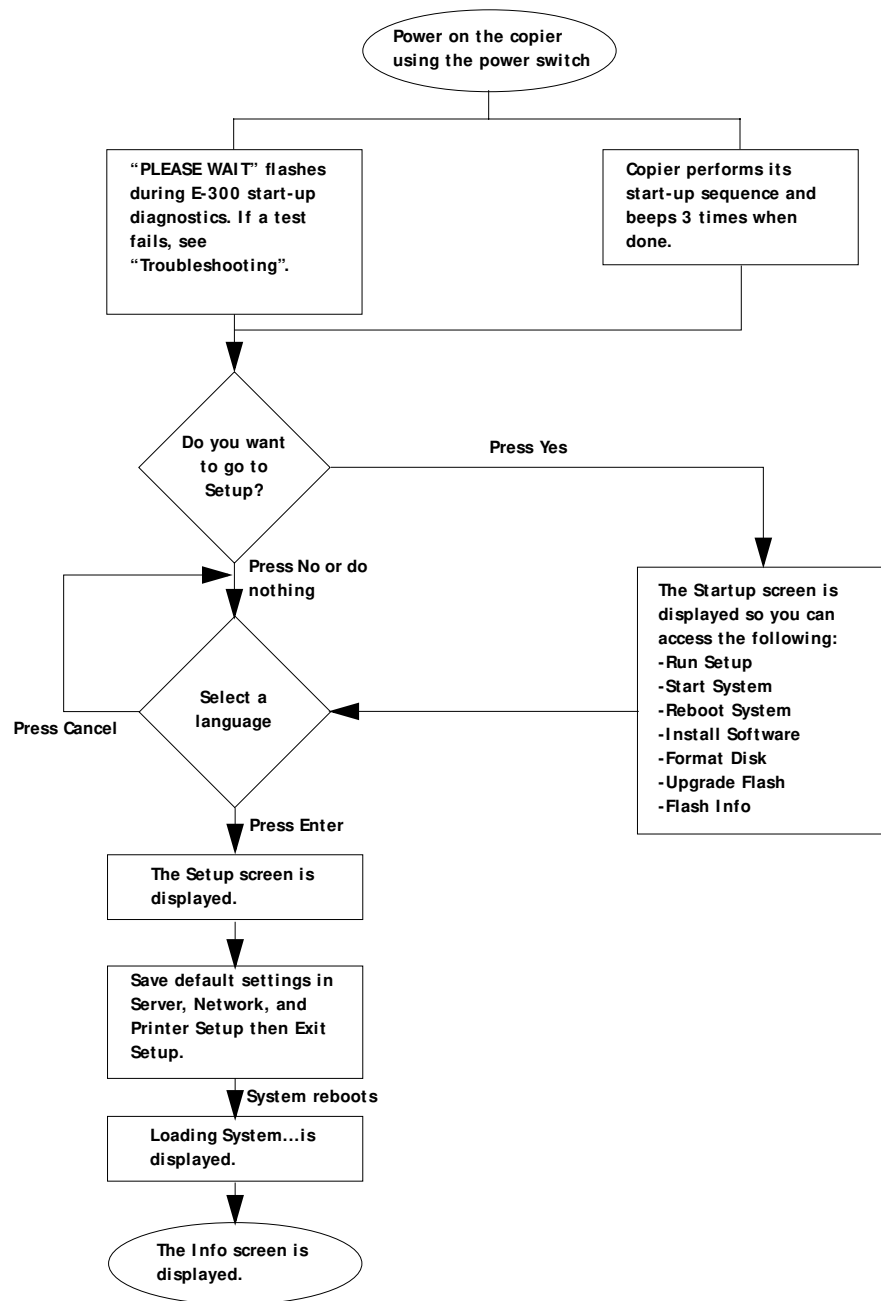 Power on the copier
using the power switch
“PLEASE WAIT” flashes
during E-300 start-up
diagnostics. If a test
fails, see
“Troubleshooting”.
Copier performs its
start-up sequence and
beeps 3 times when
done.
Do you want
to go to
Setup?
Press Yes
Press No or do
nothing
The Startup screen is
displayed so you can
access the following:
-Run Setup
-Start System
-Reboot System
-Install Software
-Format Disk
-Upgrade Flash
-Flash Info
Select a
language
Press Cancel
Press Enter
The Setup screen is
displayed.
Save default settings in
Server, Network, and
Printer Setup then Exit
Setup.
System reboots
Loading System...is
displayed.
The Info screen is
displayed.